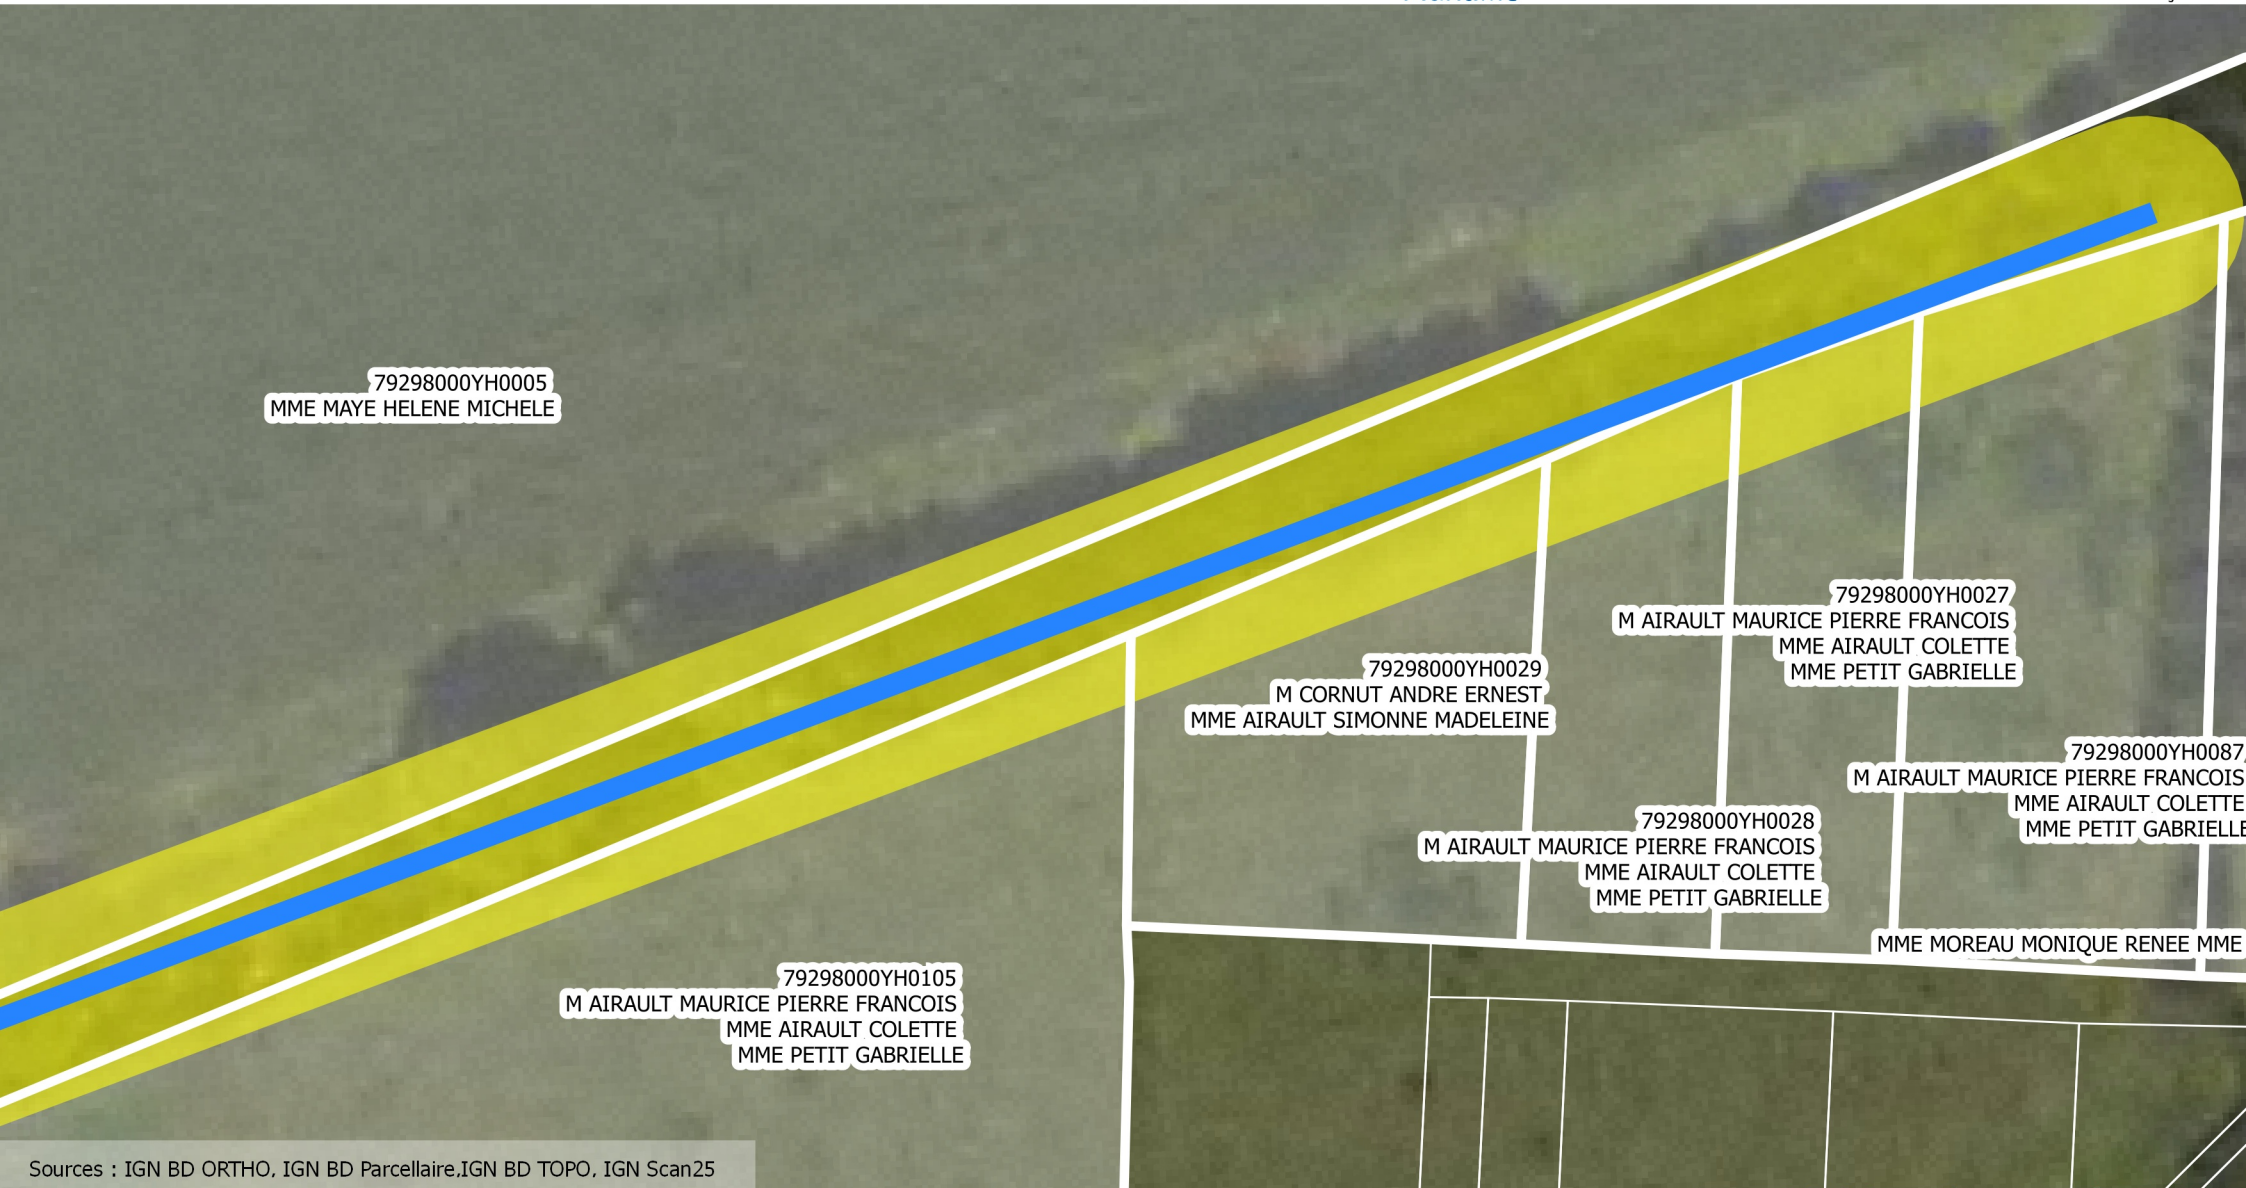 79298000YH0005
MME MAYE HELENE MICHELE
79298000YH0027
M AIRAULT MAURICE PIERRE FRANCOIS
MME AIRAULT COLETTE
MME PETIT GABRIELLE
79298000YH0029
M CORNUT ANDRE ERNEST
MME AIRAULT SIMONNE MADELEINE
79298000YH0087
M AIRAULT MAURICE PIERRE FRANCOIS
MME AIRAULT COLETTE
MME PETIT GABRIELLE
79298000YH0028
M AIRAULT MAURICE PIERRE FRANCOIS
MME AIRAULT COLETTE
MME PETIT GABRIELLE
MME MOREAU MONIQUE RENEE MME
79298000YH0105
M AIRAULT MAURICE PIERRE FRANCOIS
MME AIRAULT COLETTE
MME PETIT GABRIELLE
Sources : IGN BD ORTHO, IGN BD Parcellaire,IGN BD TOPO, IGN Scan25